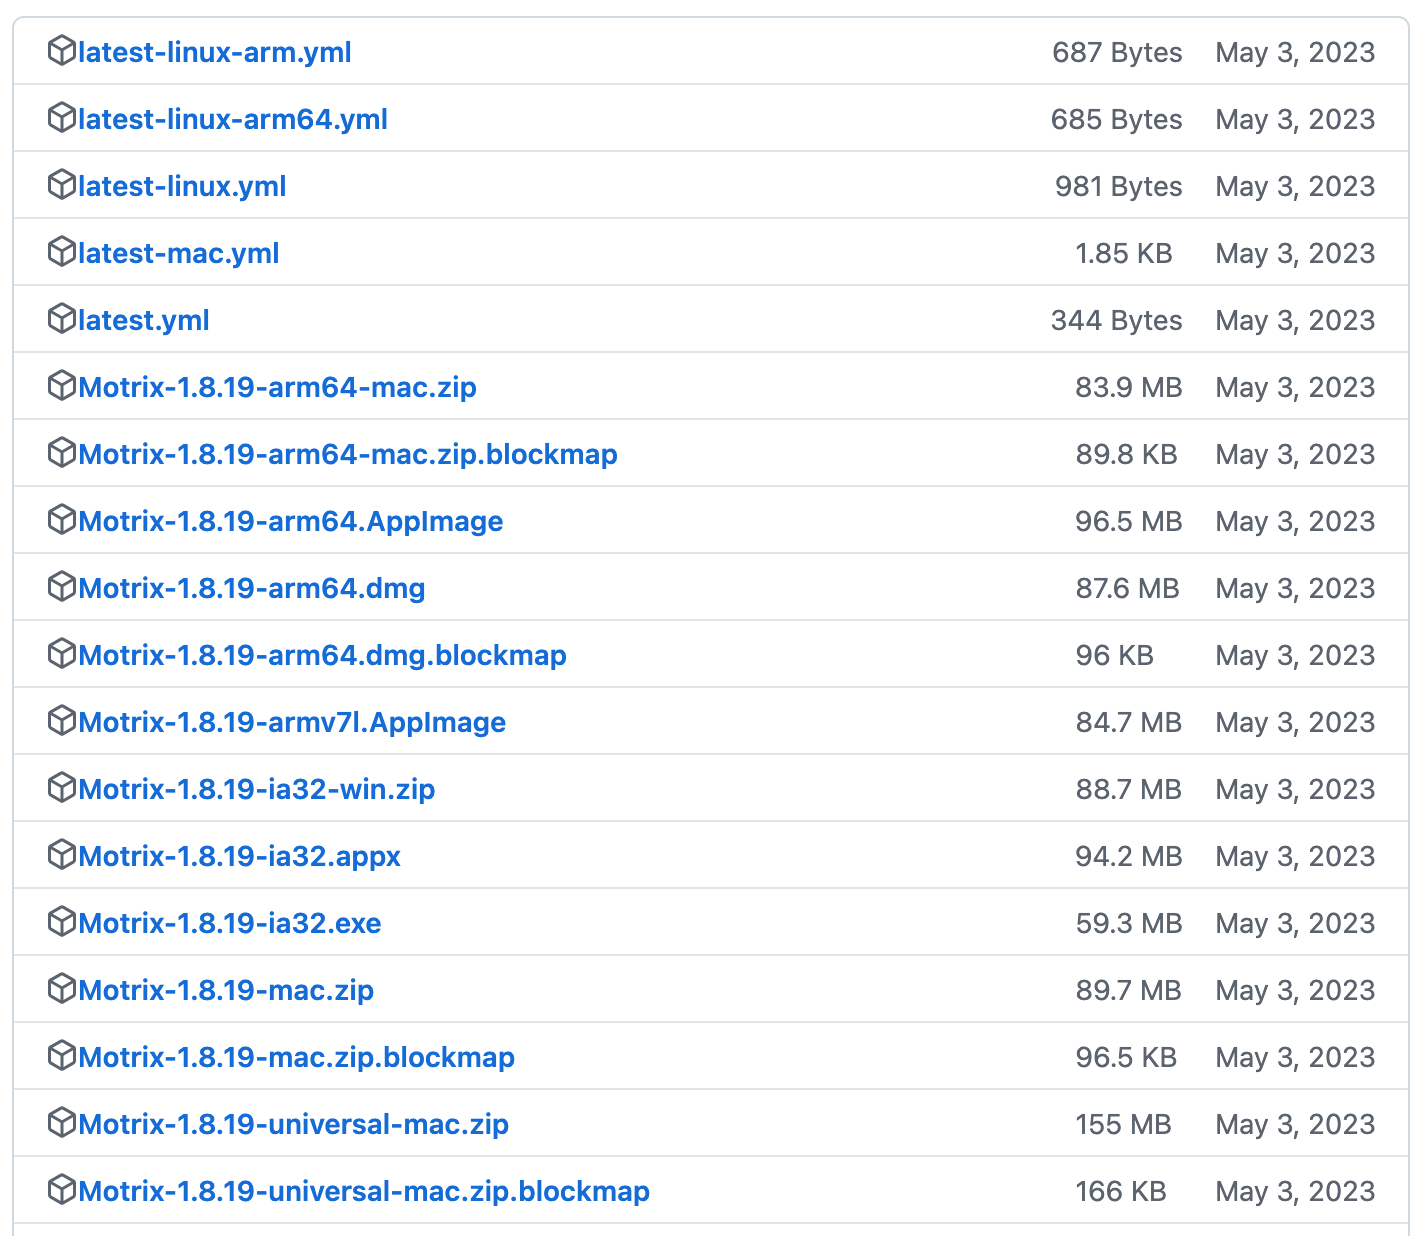 latest-linux-arm.yml 687 Bytes May 3, 2023
latest-linux-arm64.yml 685 Bytes May 3, 2023
latest-linux.yml 981 Bytes May 3, 2023
latest-mac.yml 1.85 KB May 3, 2023
latest.yml 344 Bytes May 3, 2023
Motrix-1.8.19-arm64-mac.zip 83.9 MB May 3, 2023
Motrix-1.8.19-arm64-mac.zip.blockmap 89.8 KB May 3, 2023
Motrix-1.8.19-arm64.AppImage 96.5 MB May 3, 2023
Motrix-1.8.19-arm64.dmg 87.6 MB May 3, 2023
Motrix-1.8.19-arm64.dmg.blockmap 96 KB May 3, 2023
Motrix-1.8.19-armv7l.AppImage 84.7 MB May 3, 2023
Motrix-1.8.19-ia32-win.zip 88.7 MB May 3, 2023
Motrix-1.8.19-ia32.appx 94.2 MB May 3, 2023
Motrix-1.8.19-ia32.exe 59.3 MB May 3, 2023
Motrix-1.8.19-mac.zip 89.7 MB May 3, 2023
Motrix-1.8.19-mac.zip.blockmap 96.5 KB May 3, 2023
Motrix-1.8.19-universal-mac.zip 155 MB May 3, 2023
Motrix-1.8.19-universal-mac.zip.blockmap 166 KB May 3, 2023